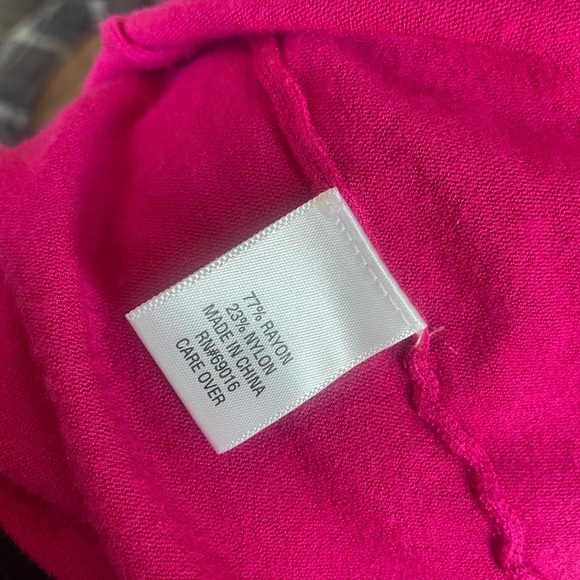 77% RAYON
23% NYLON
MADE IN CHINA
RN#69016
CARE OVER